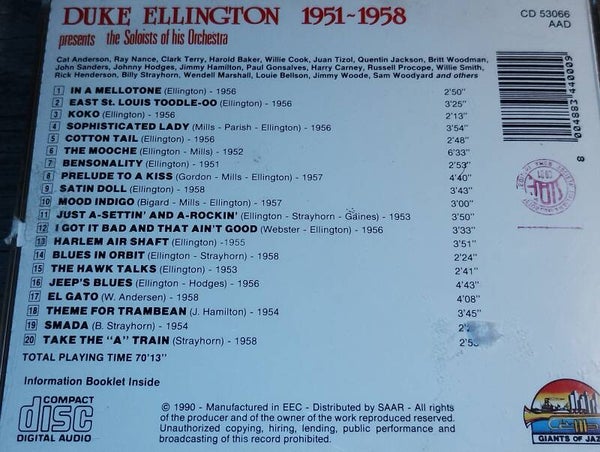 DUKE ELLINGTON 1951~1958
presents the Soloists of his Orchestra
CD 53066
AAD
Cat Anderson, Ray Nance, Clark Terry, Harold Baker, Willie Cook, Juan Tizol, Quentin Jackson, Britt Woodman,
John Sanders, Johnny Hodges, Jimmy Hamilton, Paul Gonsalves, Harry Carney, Russell Procope, Willie Smith,
Rick Henderson, Billy Strayhorn, Wendell Marshall, Louie Bellson, Jimmy Woode, Sam Woodyard and others
1 IN A MELLOTONE (Ellington) - 1956 2'50"
2 EAST St. LOUIS TOODLE-OO (Ellington) - 1956 3'25"
3 KOKO (Ellington) - 1956 2'13"
4 SOPHISTICATED LADY (Mills - Parish - Ellington) - 1956 3'54"
5 COTTON TAIL (Ellington) - 1956 2'48"
6 THE MOOCHE (Ellington - Mills) - 1952 6'33"
7 BENSONALITY (Ellington) - 1951 2'53"
8 PRELUDE TO A KISS (Gordon - Mills - Ellington) - 1957 4'40"
9 SATIN DOLL (Ellington) - 1958 3'43"
10 MOOD INDIGO (Bigard - Mills - Ellington) - 1957 3'00"
11 JUST A-SETTIN' AND A-ROCKIN' (Ellington - Strayhorn - Gaines) - 1953 3'50"
12 I GOT IT BAD AND THAT AIN'T GOOD (Webster - Ellington) - 1956 3'33"
13 HARLEM AIR SHAFT (Ellington) -1955 3'51"
14 BLUES IN ORBIT (Ellington - Strayhorn) - 1958 2'24"
15 THE HAWK TALKS (Ellington) - 1953 2'41"
16 JEEP'S BLUES (Ellington - Hodges) - 1956 4'43"
17 EL GATO (W. Andersen) - 1958 4'08"
18 THEME FOR TRAMBEAN (J. Hamilton) - 1954 3'45"
19 SMADA (B. Strayhorn) - 1954
20 TAKE THE "A" TRAIN (Strayhorn) - 1958
TOTAL PLAYING TIME 70'13"
0 004883 440009
8
Information Booklet Inside
COMPACT
disc
DIGITAL AUDIO
© 1990 - Manufactured in EEC - Distributed by SAAR - All rights
of the producer and of the owner of the work reproduced reserved.
Unauthorized copying, hiring, lending, public performance and
broadcasting of this record prohibited.
GIANTS OF JAZ